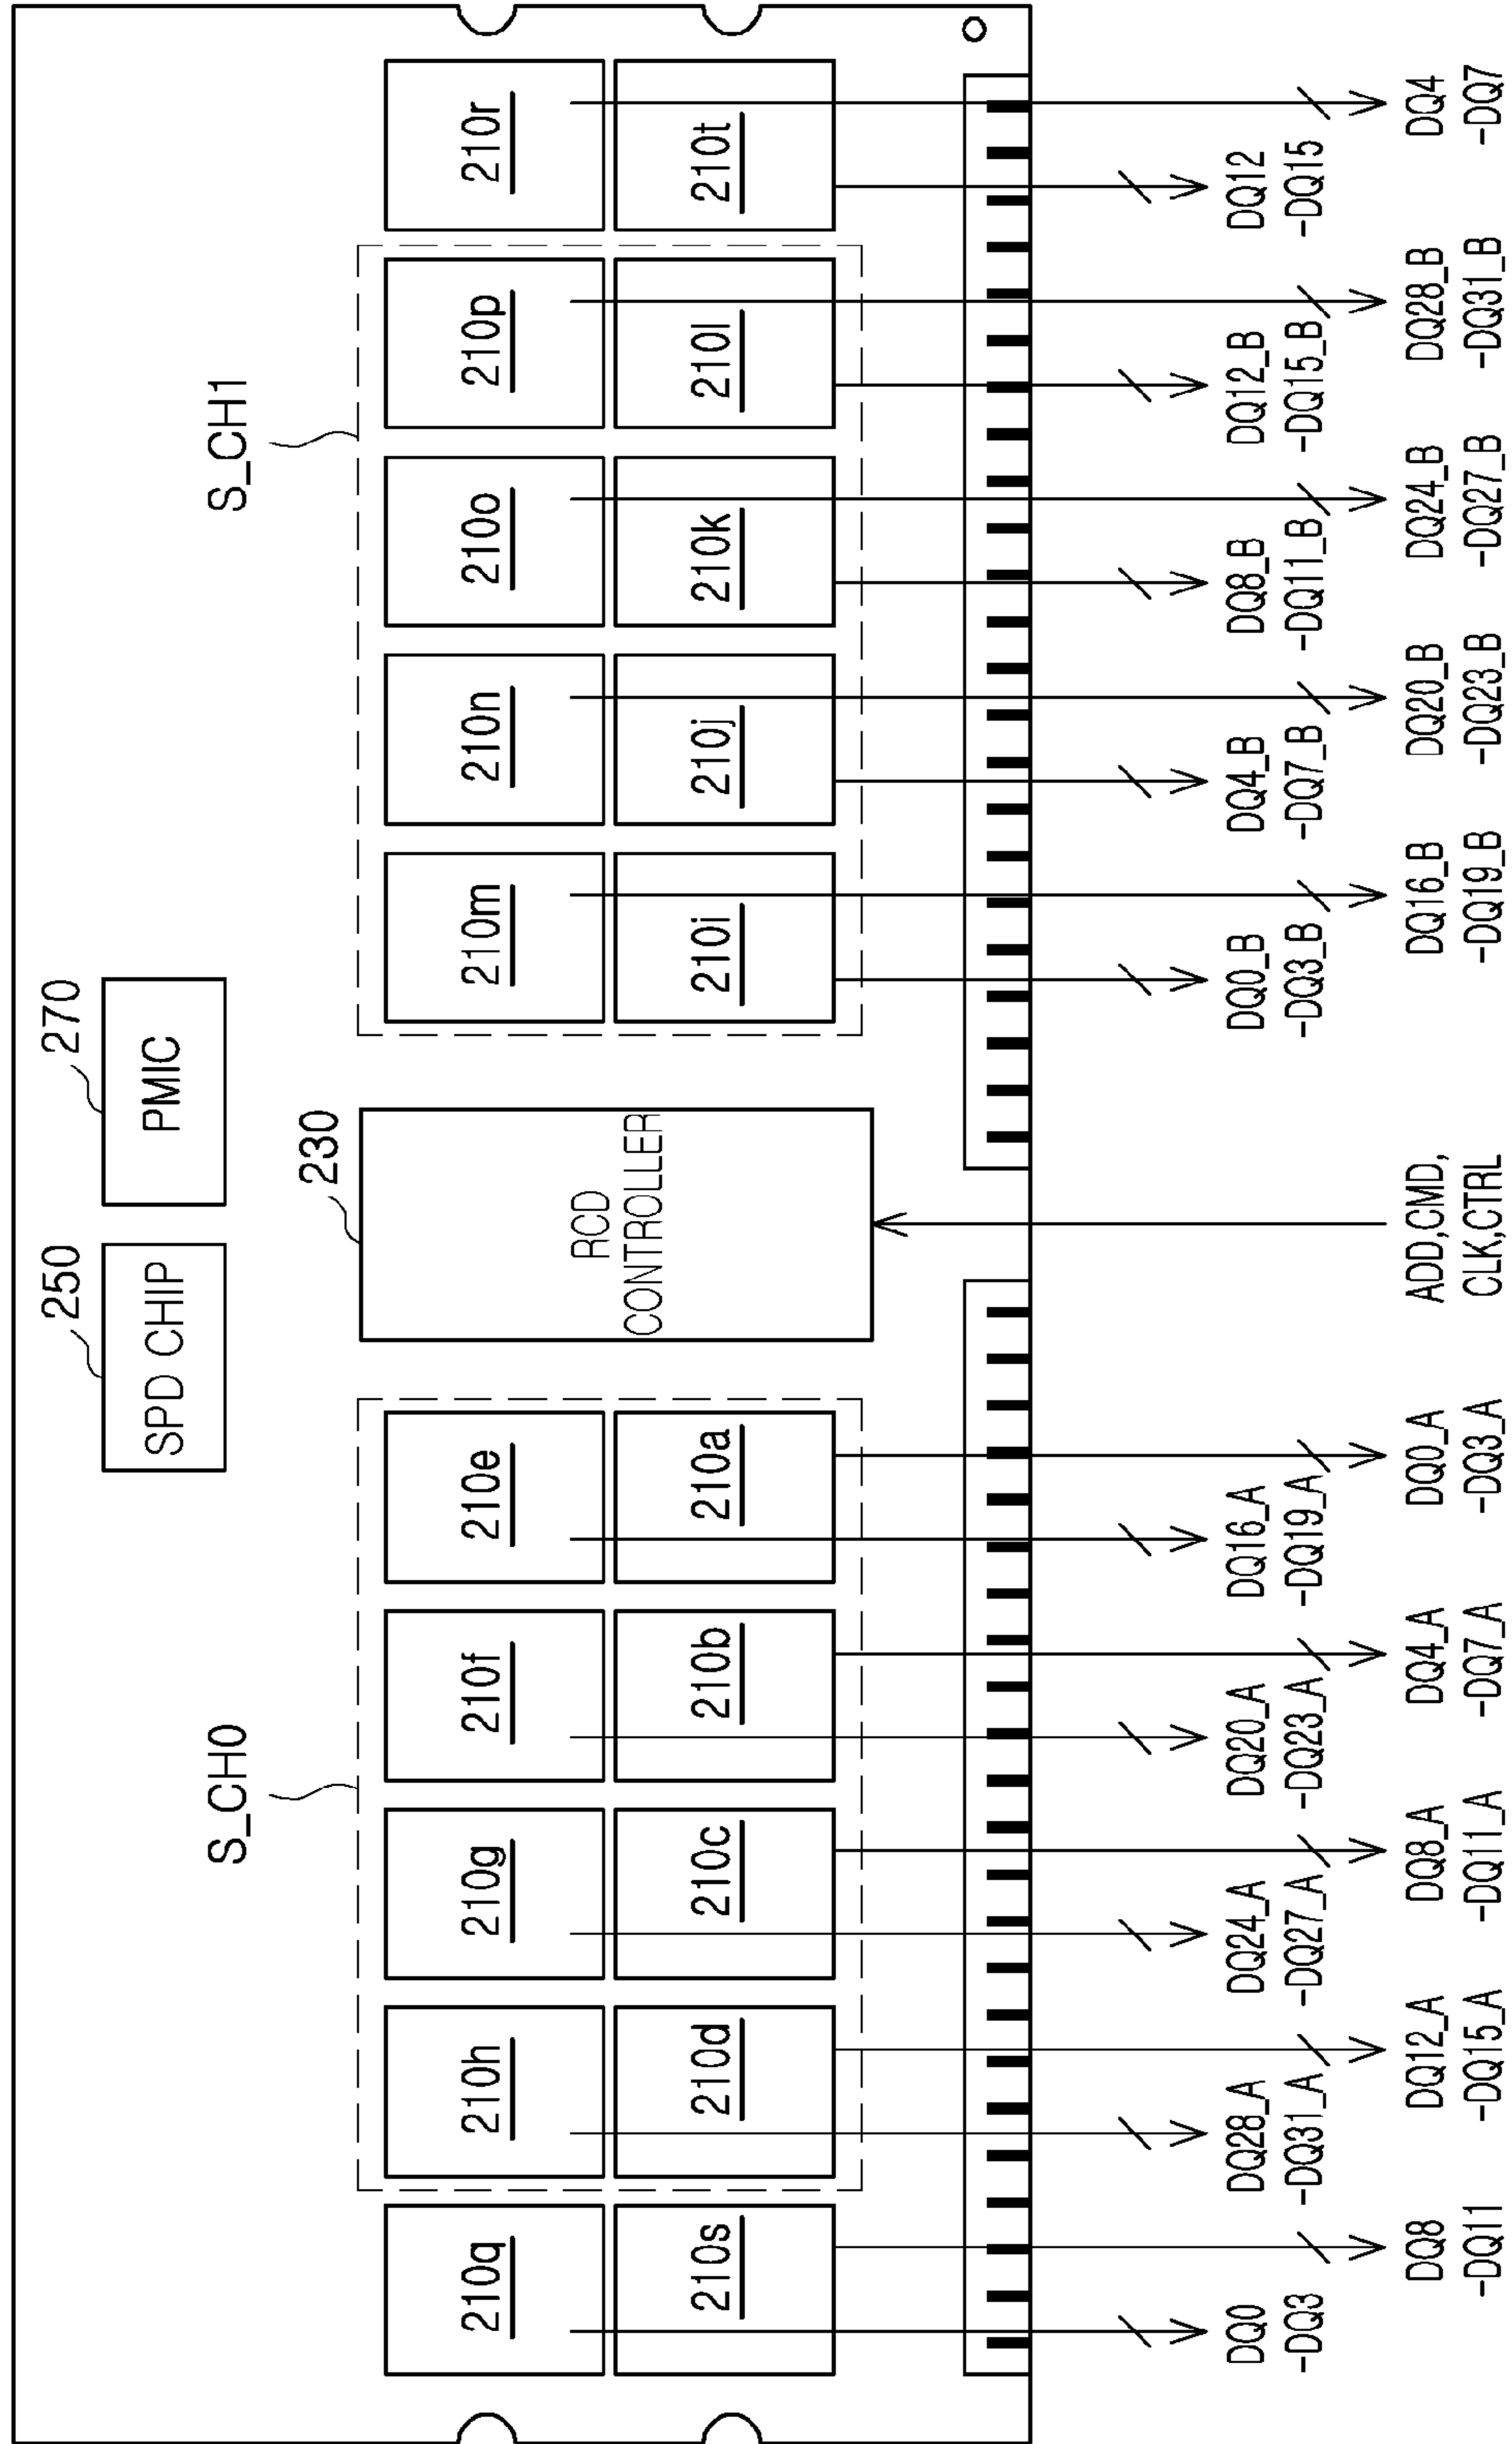 250
SPD CHIP
270
PMIC
S_CH0
S_CH1
230
RCD
CONTROLLER
210q
210h
210g
210f
210e
210m
210n
210o
210p
210r
210s
210d
210c
210b
210a
210i
210j
210k
210l
210t
DQ0
-DQ3
DQ28_A
-DQ31_A
DQ24_A
-DQ27_A
DQ20_A
-DQ23_A
DQ16_A
-DQ19_A
DQ0_B
-DQ3_B
DQ4_B
-DQ7_B
DQ8_B
-DQ11_B
DQ12_B
-DQ15_B
DQ12
-DQ15
DQ8
-DQ11
DQ12_A
-DQ15_A
DQ8_A
-DQ11_A
DQ4_A
-DQ7_A
DQ0_A
-DQ3_A
ADD,CMD,
CLK,CTRL
DQ16_B
-DQ19_B
DQ20_B
-DQ23_B
DQ24_B
-DQ27_B
DQ28_B
-DQ31_B
DQ4
-DQ7